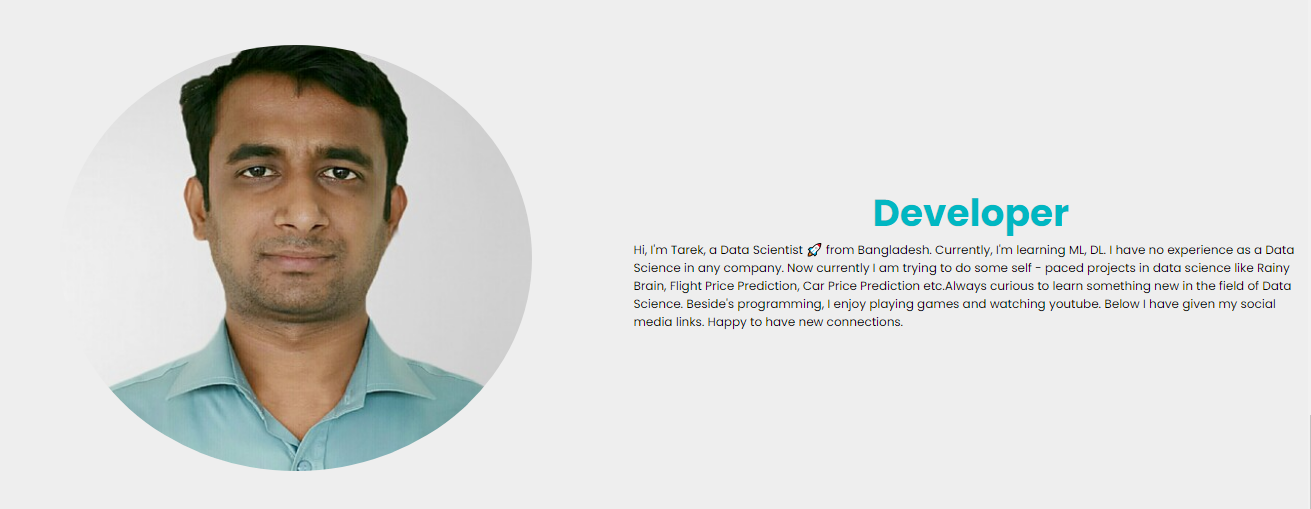 Developer
Hi, I'm Tarek, a Data Scientist 🚀 from Bangladesh. Currently, I'm learning ML, DL. I have no experience as a Data
Science in any company. Now currently I am trying to do some self - paced projects in data science like Rainy
Brain, Flight Price Prediction, Car Price Prediction etc.Always curious to learn something new in the field of Data
Science. Beside's programming, I enjoy playing games and watching youtube. Below I have given my social
media links. Happy to have new connections.